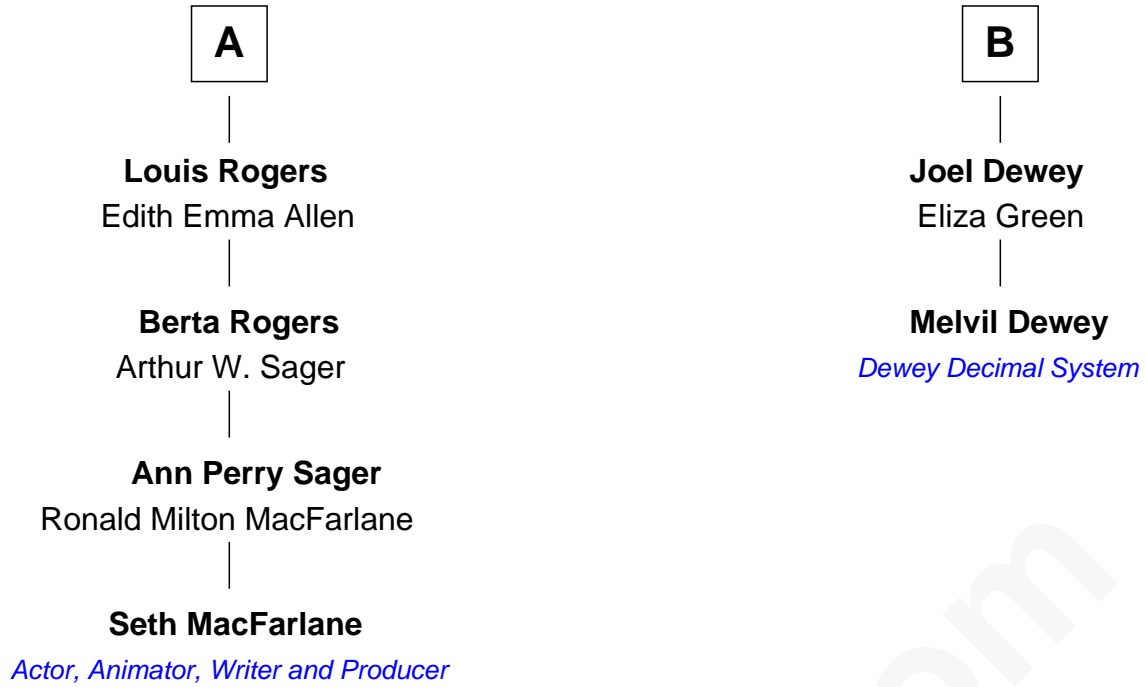 A
Louis Rogers
Edith Emma Allen
Berta Rogers
Arthur W. Sager
Ann Perry Sager
Ronald Milton MacFarlane
Seth MacFarlane
Actor, Animator, Writer and Producer
B
Joel Dewey
Eliza Green
Melvil Dewey
Dewey Decimal System
om